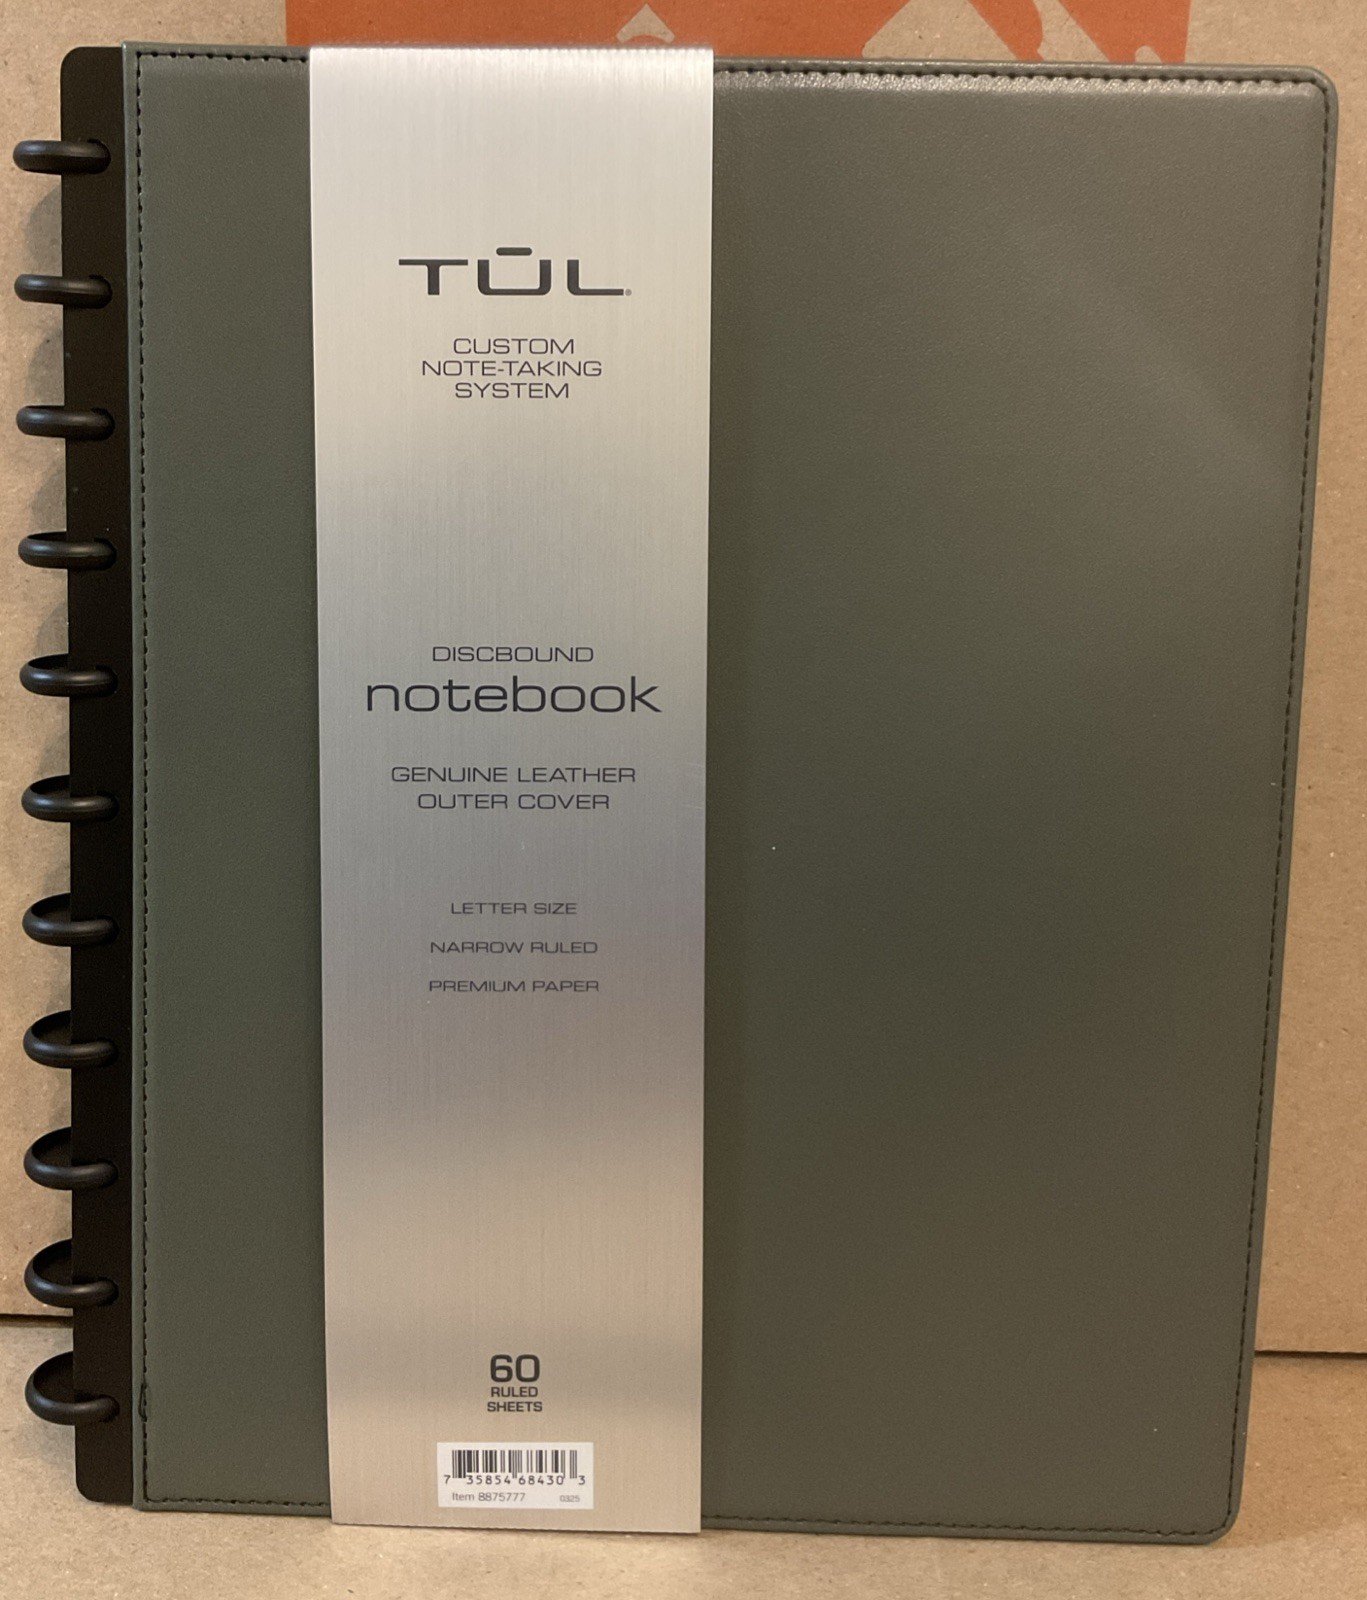 TŪL®
CUSTOM
NOTE-TAKING
SYSTEM
DISCBOUND
notebook
GENUINE LEATHER
OUTER COVER
LETTER SIZE
NARROW RULED
PREMIUM PAPER
60
RULED
SHEETS
7 35854 68430 3
Item 8875777 0325